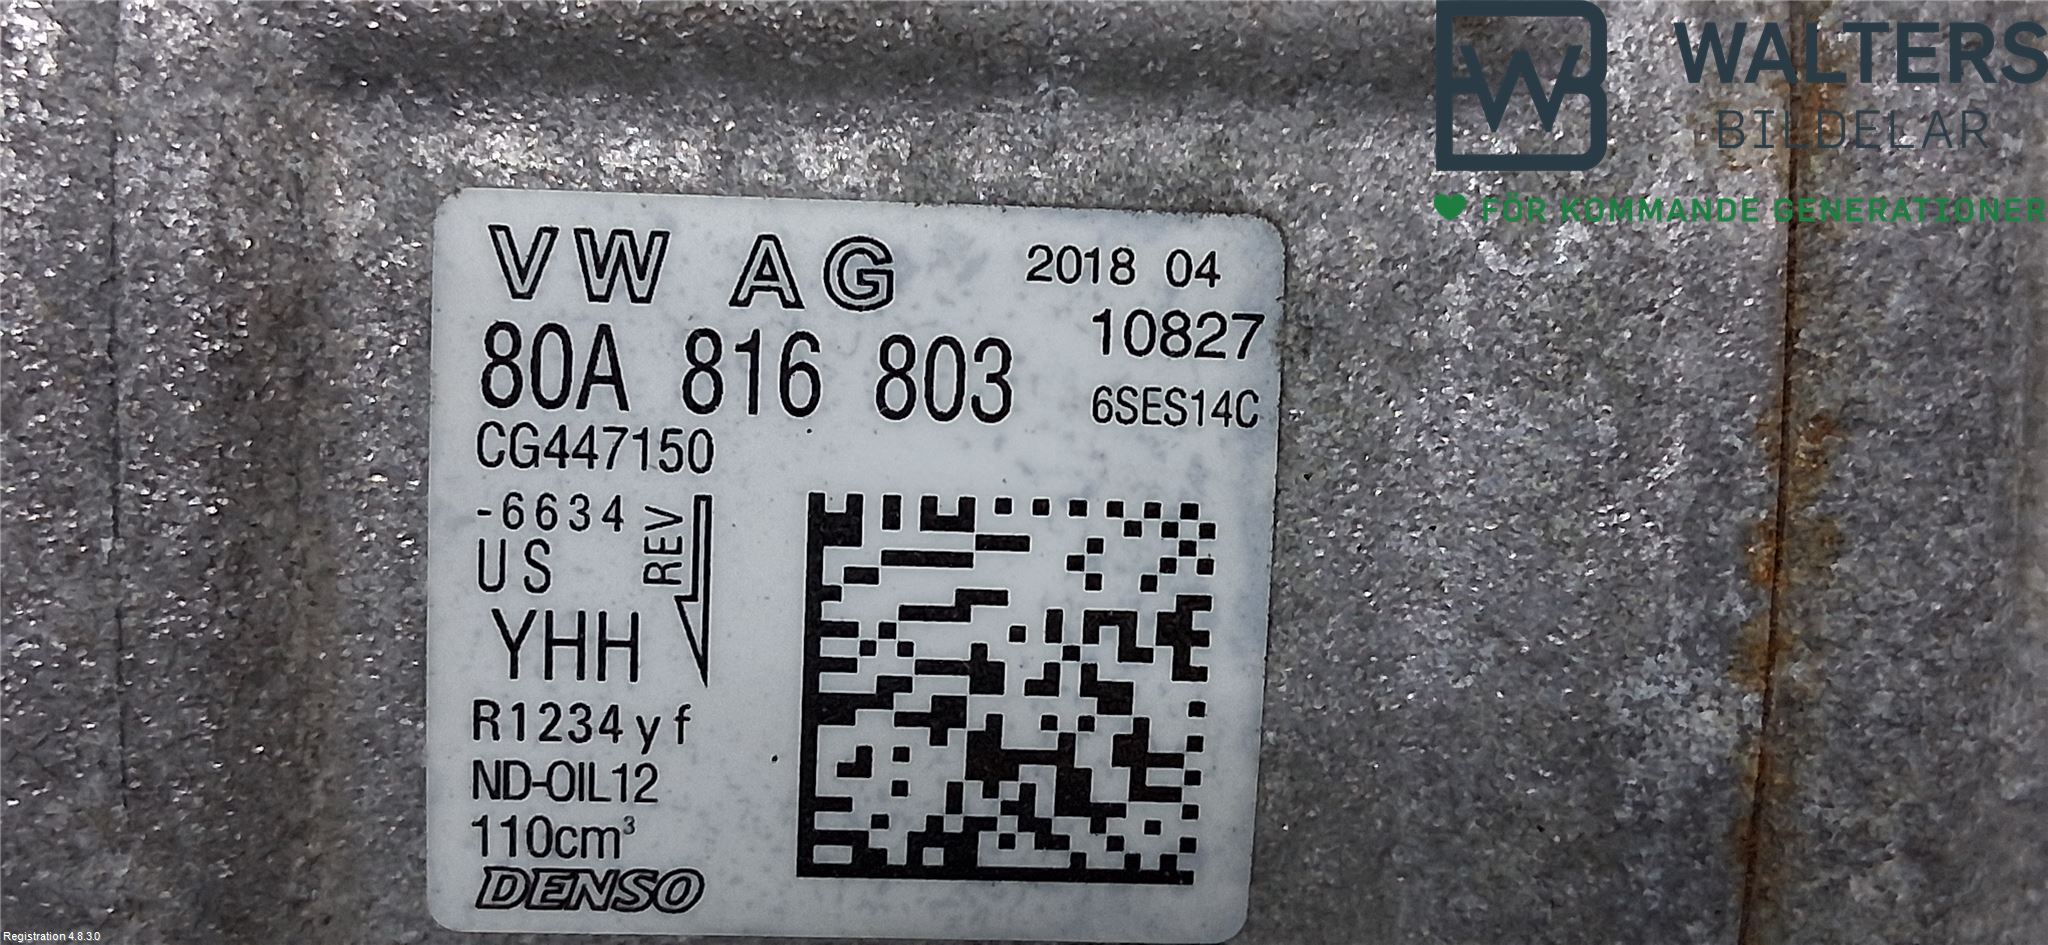 WALTERS
BILDELAR
FÖR KOMMANDE GENERATIONER
VW AG
2018 04
80A 816 803
10827
6SES14C
CG447150
-6634
US
REV
YHH
R1234yf
ND-OIL12
110cm³
DENSO
Registration 4.8.3.0